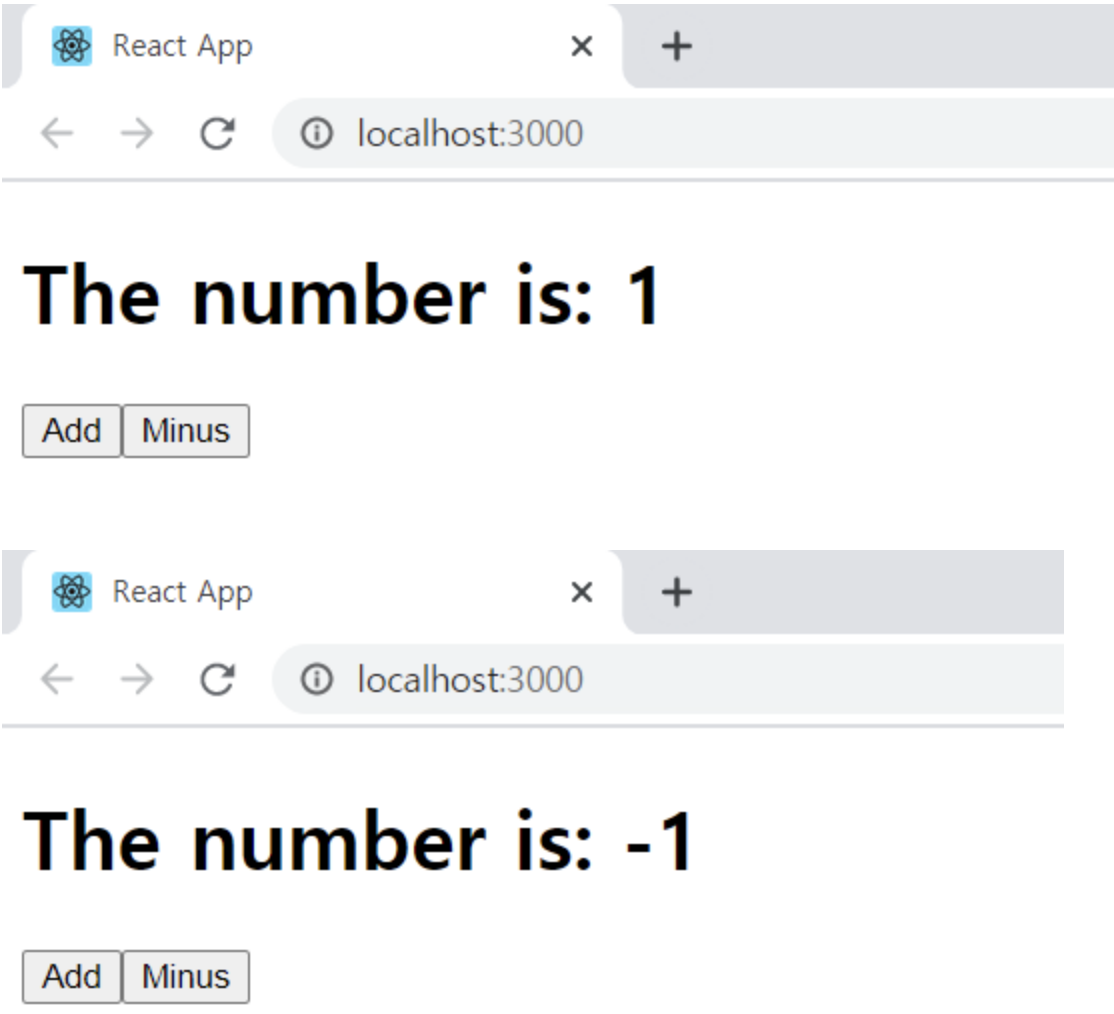 React App
localhost:3000
The number is: 1
Add Minus
React App
localhost:3000
The number is: -1
Add Minus